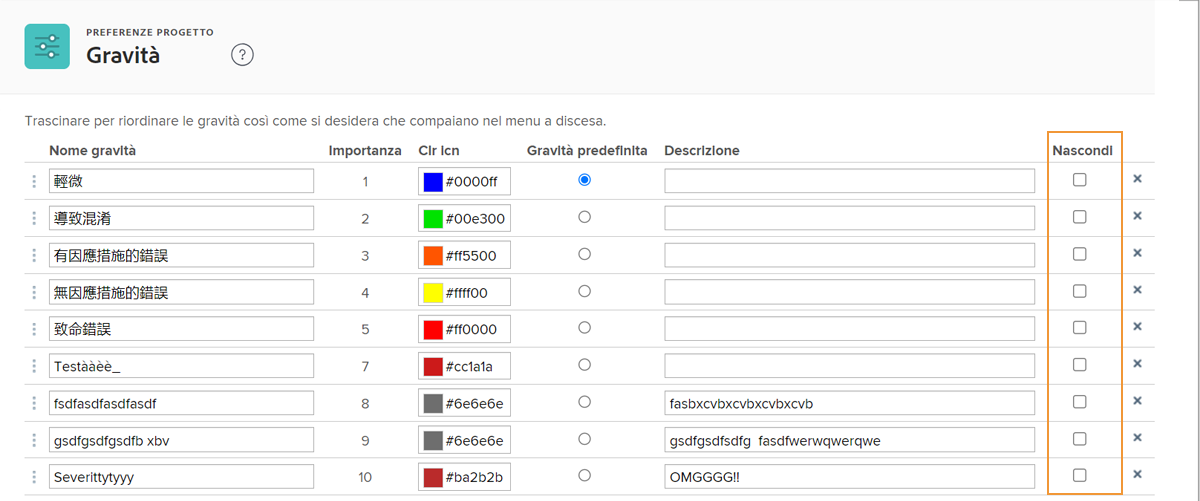 PREFERENZE PROGETTO
Gravità ?
Trascinare per riordinare le gravità così come si desidera che compaiano nel menu a discesa.
Nome gravità Importanza Clr Icn Gravità predefinita Descrizione Nascondi
輕微 1 #0000ff
導致混淆 2 #00e300
有因應措施的錯誤 3 #ff5500
無因應措施的錯誤 4 #ffff00
致命錯誤 5 #ff0000
Testààèè_ 7 #cc1a1a
fsdfasdfasdfasdf 8 #6e6e6e fasbxcvbxcvbxcvbxcvb
gsdfgsdfgsdfb xbv 9 #6e6e6e gsdfgsdfsdfg fasdfwerwqwerqwe
Severittytyyy 10 #ba2b2b OMGGGG!!